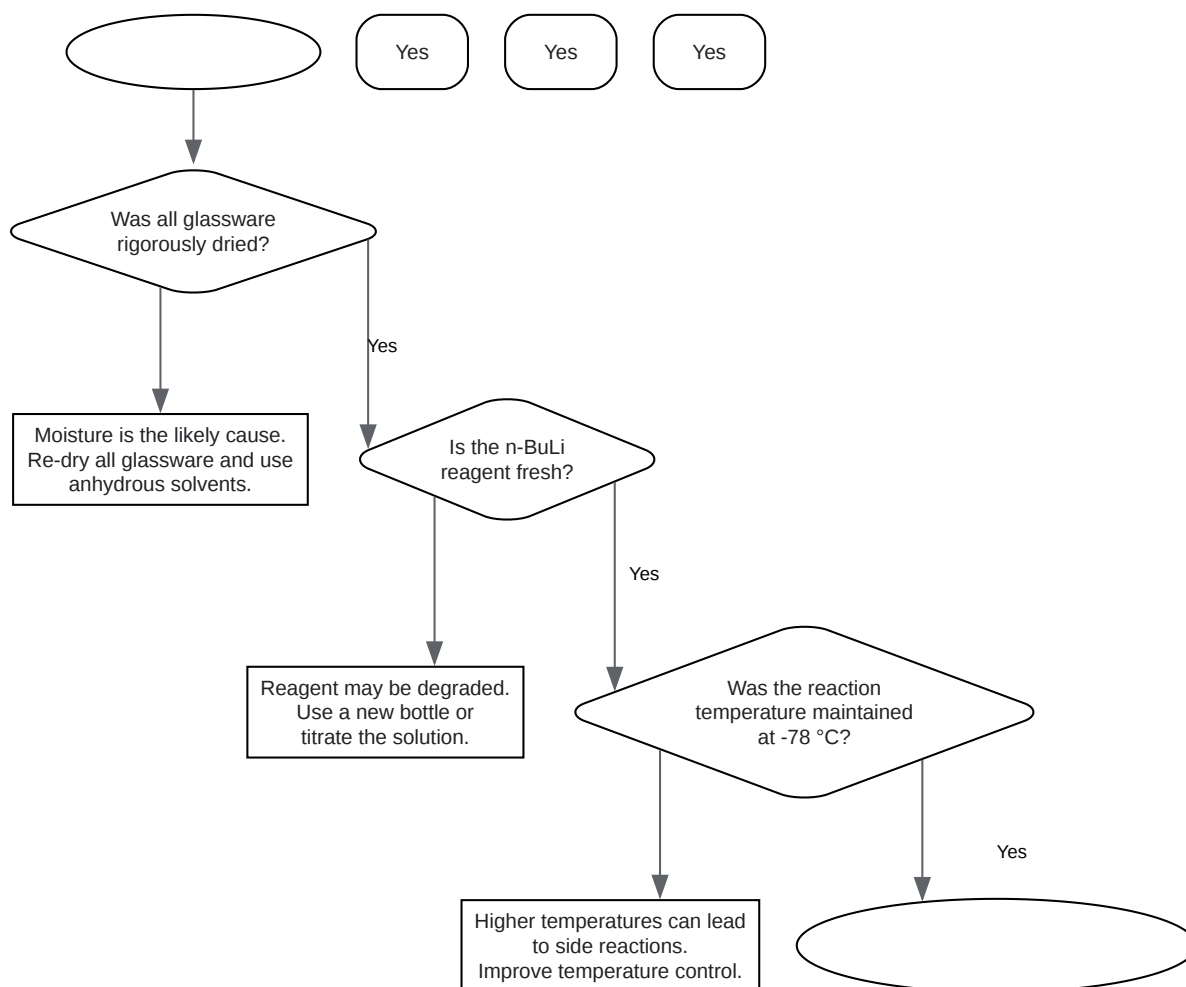 Yes
Yes
Yes
Was all glassware
rigorously dried?
Yes
Moisture is the likely cause.
Re-dry all glassware and use
anhydrous solvents.
Is the n-BuLi
reagent fresh?
Yes
Reagent may be degraded.
Use a new bottle or
titrate the solution.
Was the reaction
temperature maintained
at -78 °C?
Yes
Higher temperatures can lead
to side reactions.
Improve temperature control.